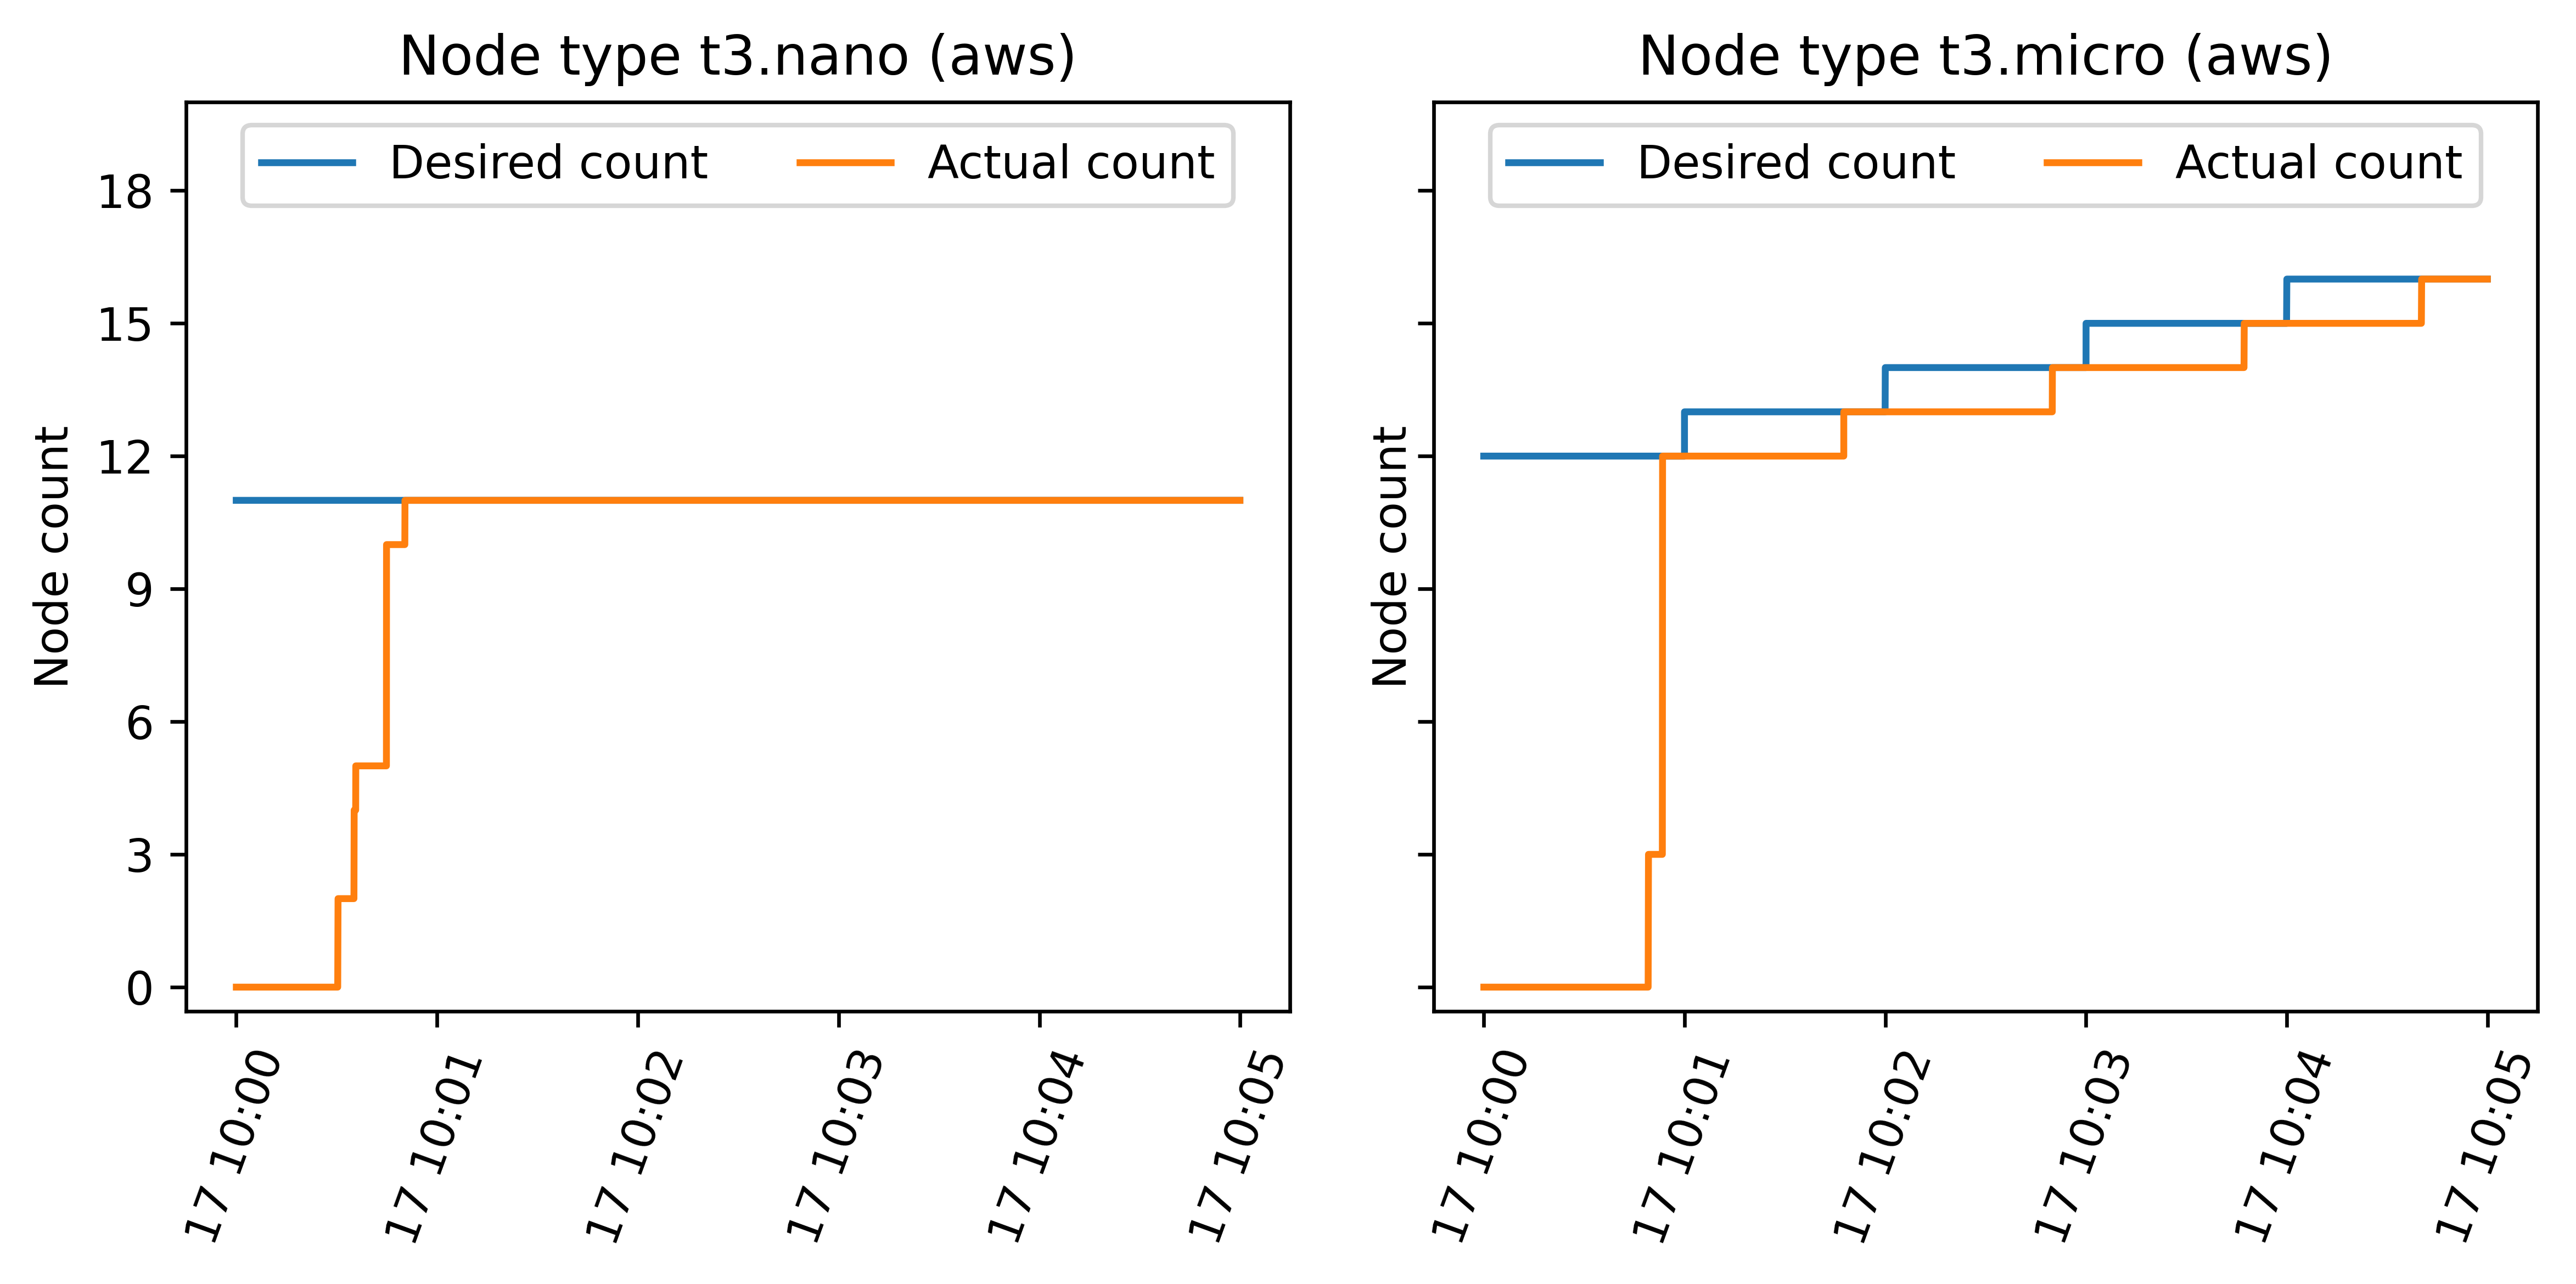 Node type t3.nano (aws)
Desired count
Actual count
Node count
18
15
12
9
6
3
0
17 10:00
17 10:01
17 10:02
17 10:03
17 10:04
17 10:05
Node type t3.micro (aws)
Desired count
Actual count
Node count
17 10:00
17 10:01
17 10:02
17 10:03
17 10:04
17 10:05